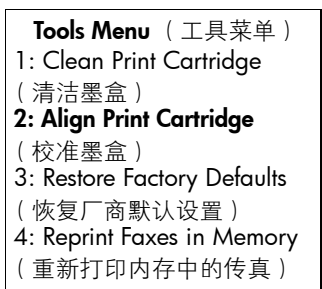 Tools Menu（工具菜单）
1: Clean Print Cartridge
（清洁墨盒）
2: Align Print Cartridge
（校准墨盒）
3: Restore Factory Defaults
（恢复厂商默认设置）
4: Reprint Faxes in Memory
（重新打印内存中的传真）